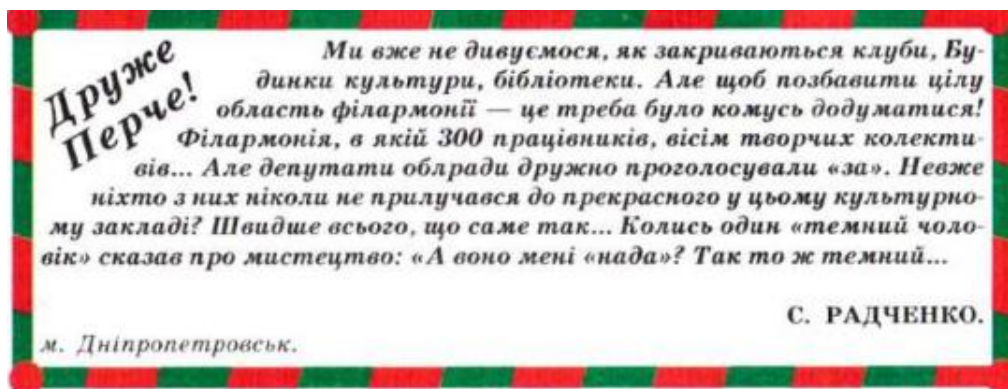 Друже
Перче!
Ми вже не дивуємося, як закриваються клуби, Бу-
динки культури, бібліотеки. Але щоб позбавити цілу
область філармонії — це треба було комусь додуматися!
Філармонія, в якій 300 працівників, вісім творчих колекти-
вів... Але депутати облради дружно проголосували «за». Невже
ніхто з них ніколи не прилучався до прекрасного у цьому культурно-
му закладі? Швидше всього, що саме так... Колись один «темний чоло-
вік» сказав про мистецтво: «А воно мені «нада»? Так то ж темний...
С. РАДЧЕНКО.
м. Дніпропетровськ.